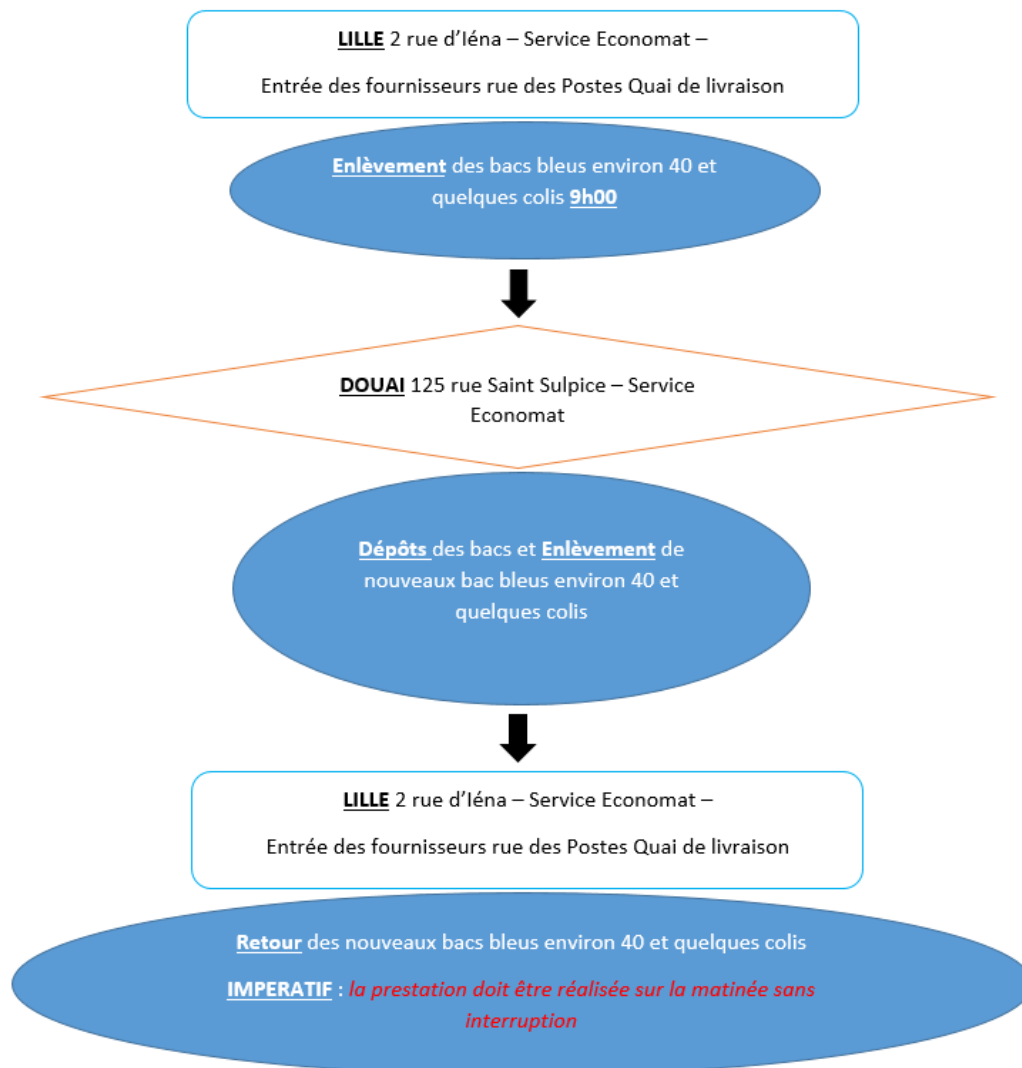 LILLE 2 rue d’Iéna – Service Economat –
Entrée des fournisseurs rue des Postes Quai de livraison
Enlèvement des bacs bleus environ 40 et
quelques colis 9h00
DOUAI 125 rue Saint Sulpice – Service
Economat
Dépôts des bacs et Enlèvement de
nouveaux bac bleus environ 40 et
quelques colis
LILLE 2 rue d’Iéna – Service Economat –
Entrée des fournisseurs rue des Postes Quai de livraison
Retour des nouveaux bacs bleus environ 40 et quelques colis
IMPERATIF : la prestation doit être réalisée sur la matinée sans
interruption